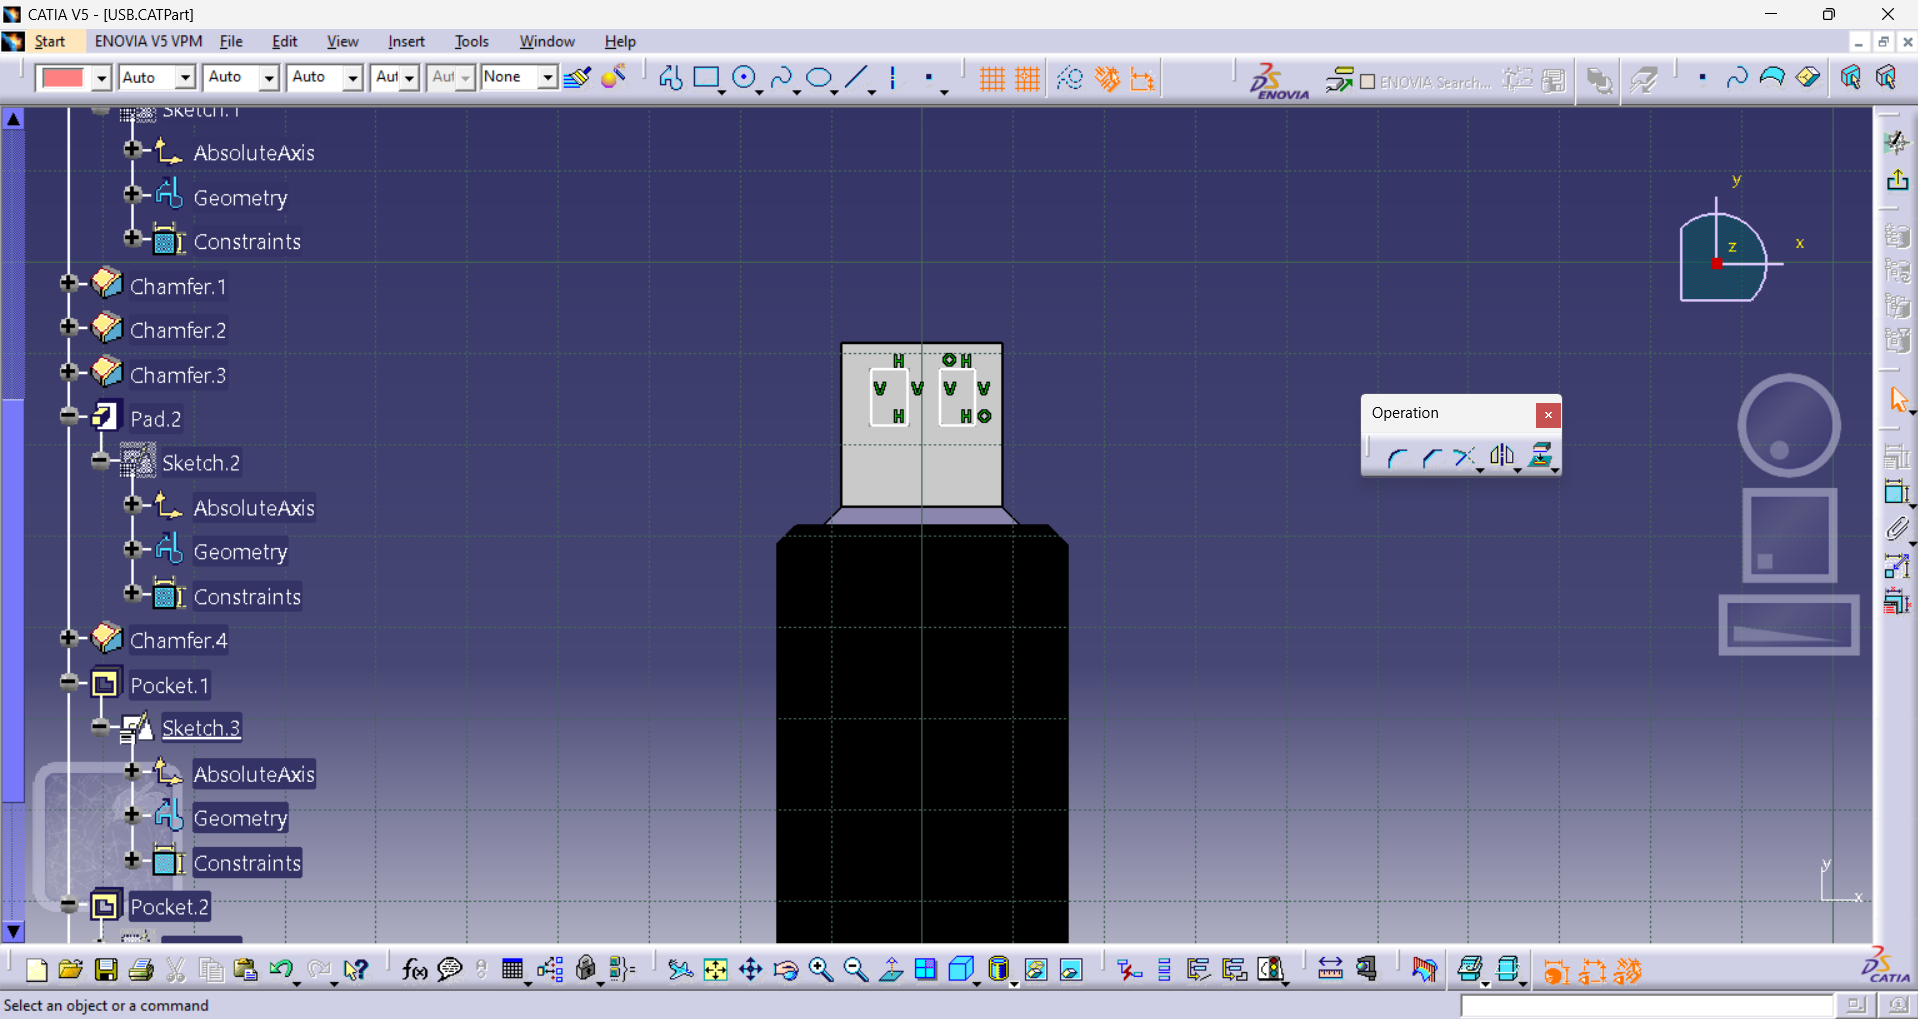 CATIA V5 - [USB.CATPart]
Start ENOVIA V5 VPM File Edit View Insert Tools Window Help
Auto Auto Auto Aut Aut None ENOVIA ENOVIA Search...
Sketch.1
AbsoluteAxis
Geometry
Constraints
Chamfer.1
Chamfer.2
Chamfer.3
Pad.2
Sketch.2
AbsoluteAxis
Geometry
Constraints
Chamfer.4
Pocket.1
Sketch.3
AbsoluteAxis
Geometry
Constraints
Pocket.2
H H
V V V V
H H
y
z x
Operation
y
x
f(x)
CATIA
Select an object or a command